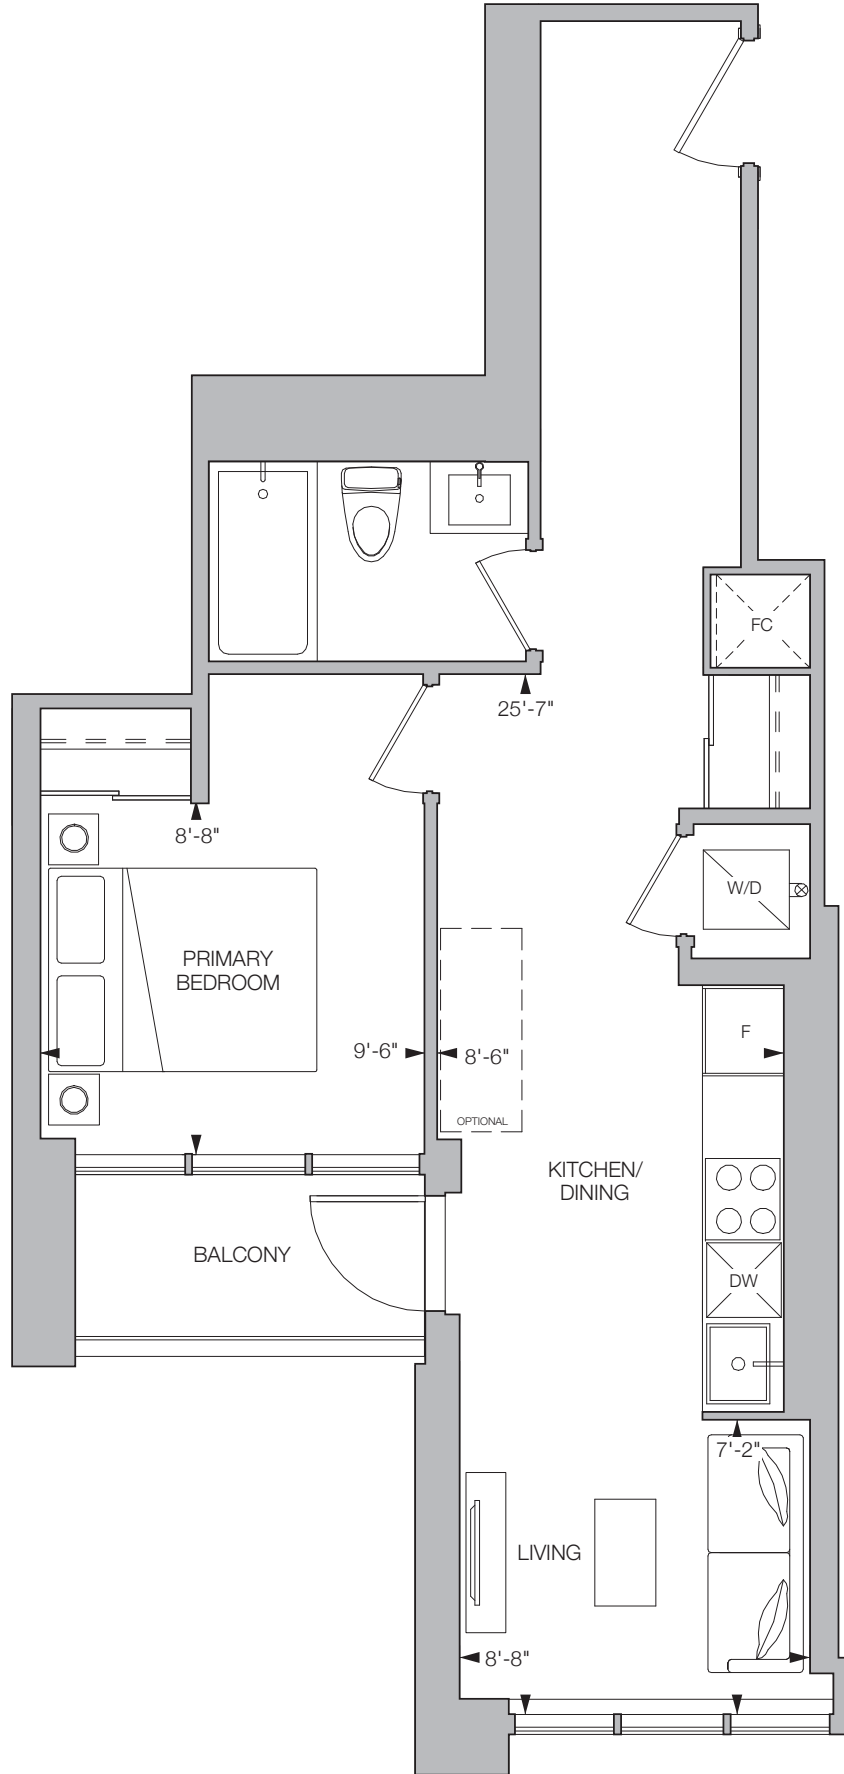 FC
25'-7"
8'-8"
W/D
PRIMARY
BEDROOM
F
9'-6"
8'-6"
OPTIONAL
KITCHEN/
DINING
BALCONY
DW
7'-2"
LIVING
8'-8"